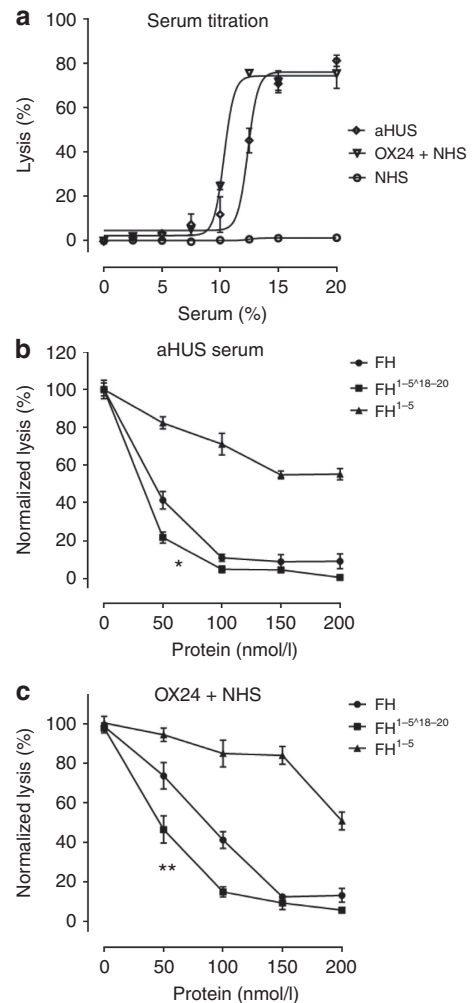 a
Serum titration
100
80
60
40
20
0
Lysis (%)
0 5 10 15 20
Serum (%)
aHUS
OX24 + NHS
NHS
b
aHUS serum
120
100
80
60
40
20
0
Normalized lysis (%)
*
0 50 100 150 200
Protein (nmol/l)
FH
FH1–5^18–20
FH1–5
c
OX24 + NHS
100
80
60
40
20
0
Normalized lysis (%)
**
0 50 100 150 200
Protein (nmol/l)
FH
FH1–5^18–20
FH1–5